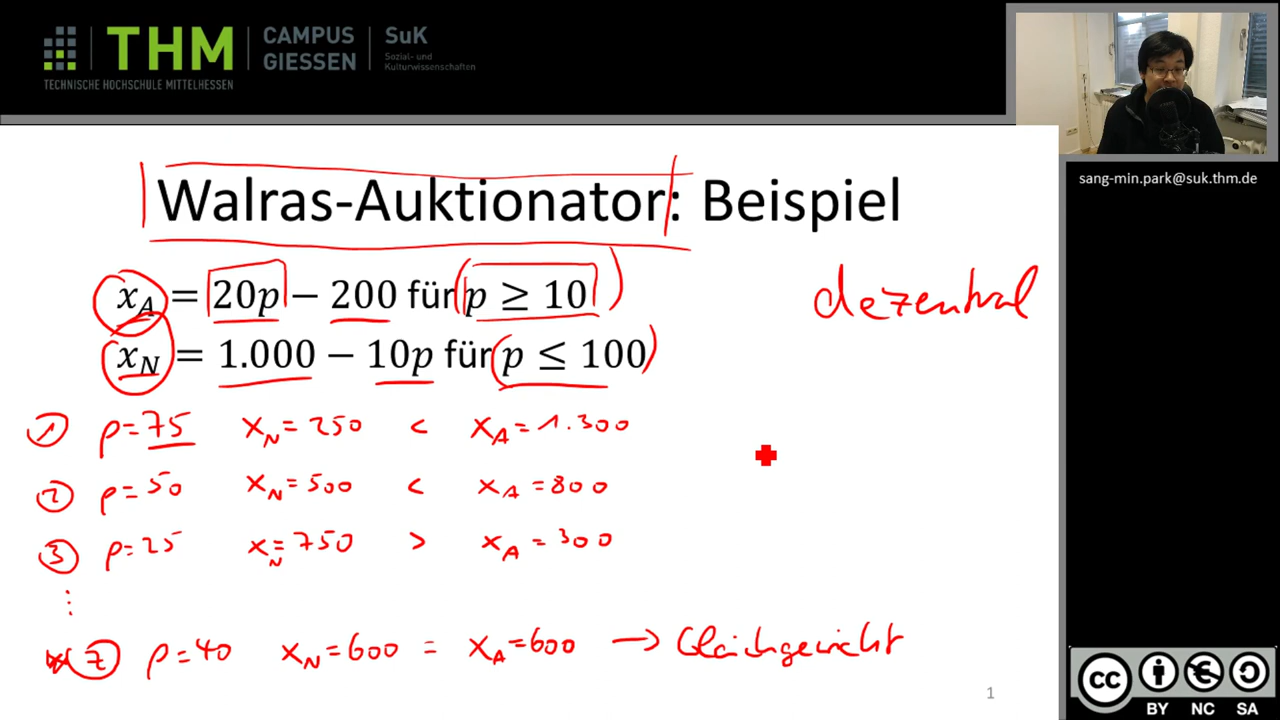 THM
TECHNISCHE HOCHSCHULE MITTELHESSEN
CAMPUS
GIESSEN
SuK
Sozial- und
Kulturwissenschaften
sang-min.park@suk.thm.de
Walras-Auktionator: Beispiel
x_A = 20p − 200 für p ≥ 10
x_N = 1.000 − 10p für p ≤ 100
dezentral
① p = 75 x_N = 250 < x_A = 1.300
② p = 50 x_N = 500 < x_A = 800
③ p = 25 x_N = 750 > x_A = 300
⋮
z p = 40 x_N = 600 = x_A = 600 → Gleichgewicht
1
CC BY NC SA